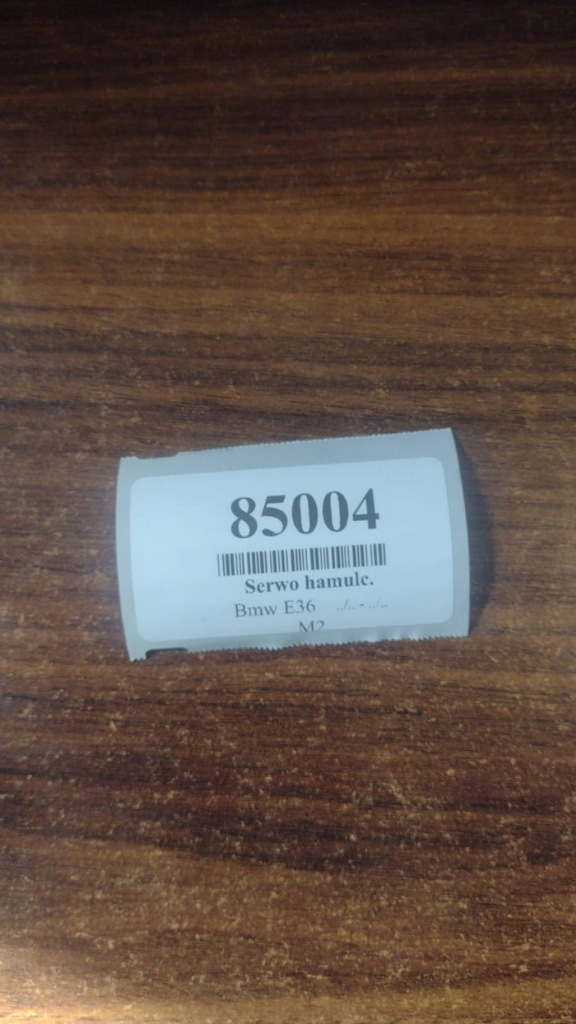 85004
Serwo hamulc.
Bmw E36 ../.. - ../..
M2